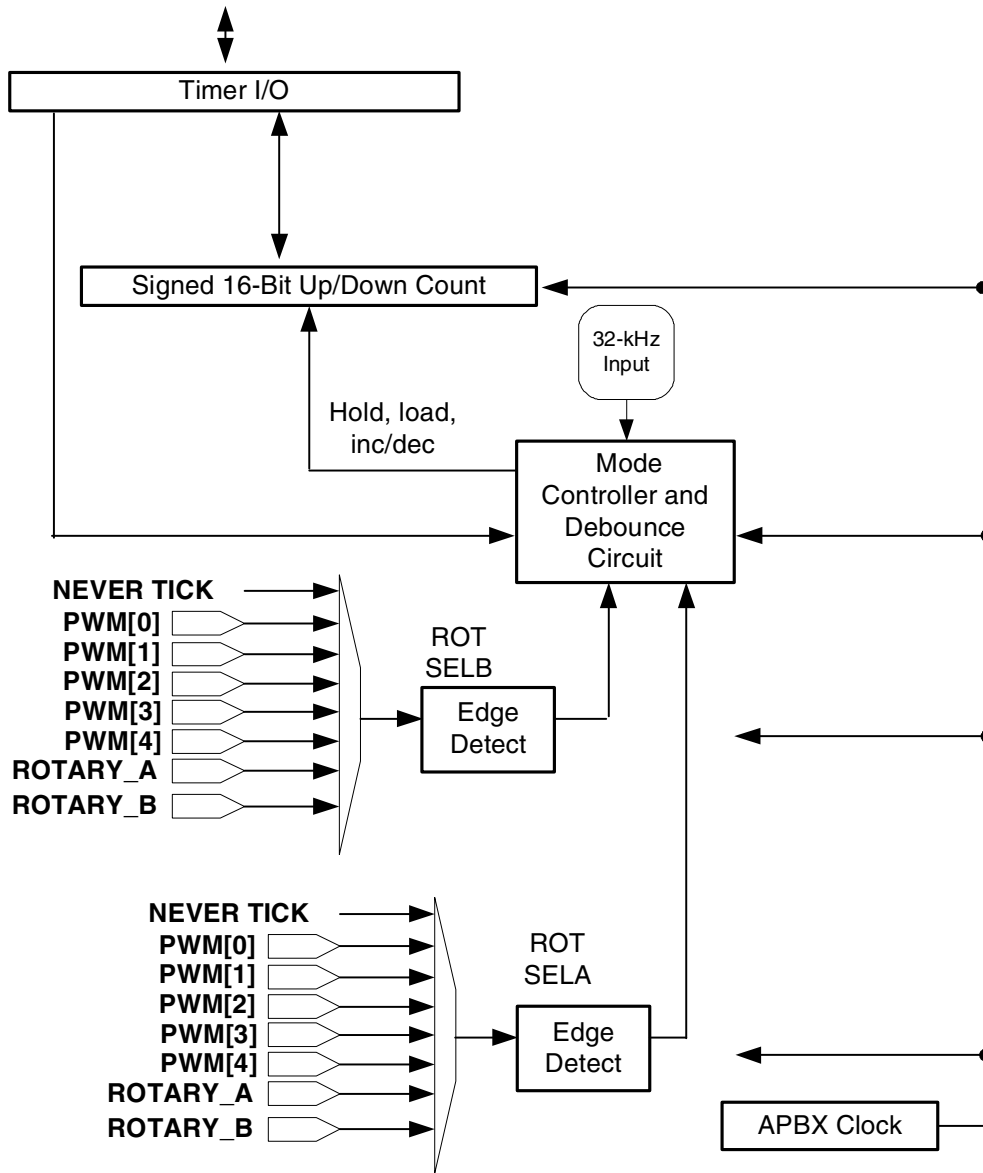 Timer I/O
Signed 16-Bit Up/Down Count
32-kHz
Input
Hold, load,
inc/dec
Mode
Controller and
Debounce
Circuit
NEVER TICK
PWM[0]
PWM[1]
PWM[2]
PWM[3]
PWM[4]
ROTARY_A
ROTARY_B
ROT
SELB
Edge
Detect
NEVER TICK
PWM[0]
PWM[1]
PWM[2]
PWM[3]
PWM[4]
ROTARY_A
ROTARY_B
ROT
SELA
Edge
Detect
APBX Clock